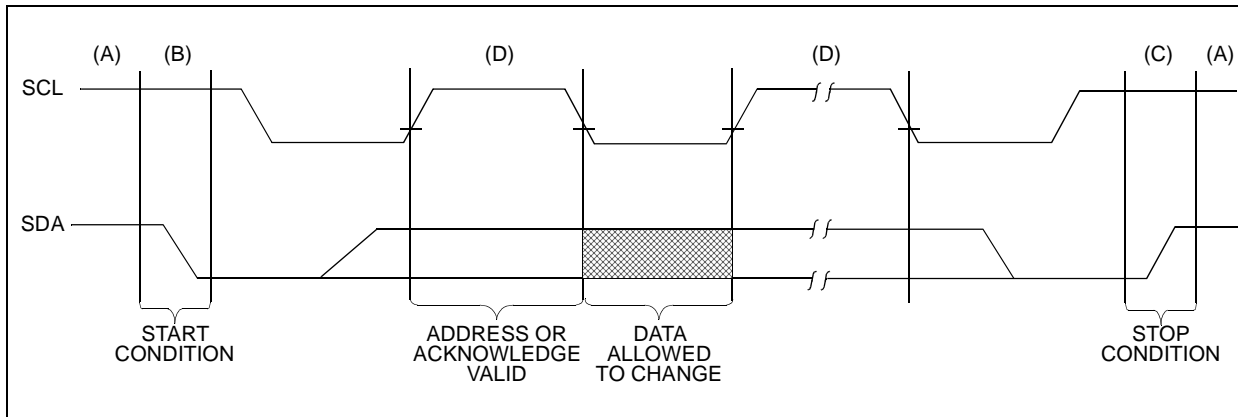 (A) (B) (D) (D) (C) (A)
SCL
SDA
START
CONDITION
ADDRESS OR
ACKNOWLEDGE
VALID
DATA
ALLOWED
TO CHANGE
STOP
CONDITION